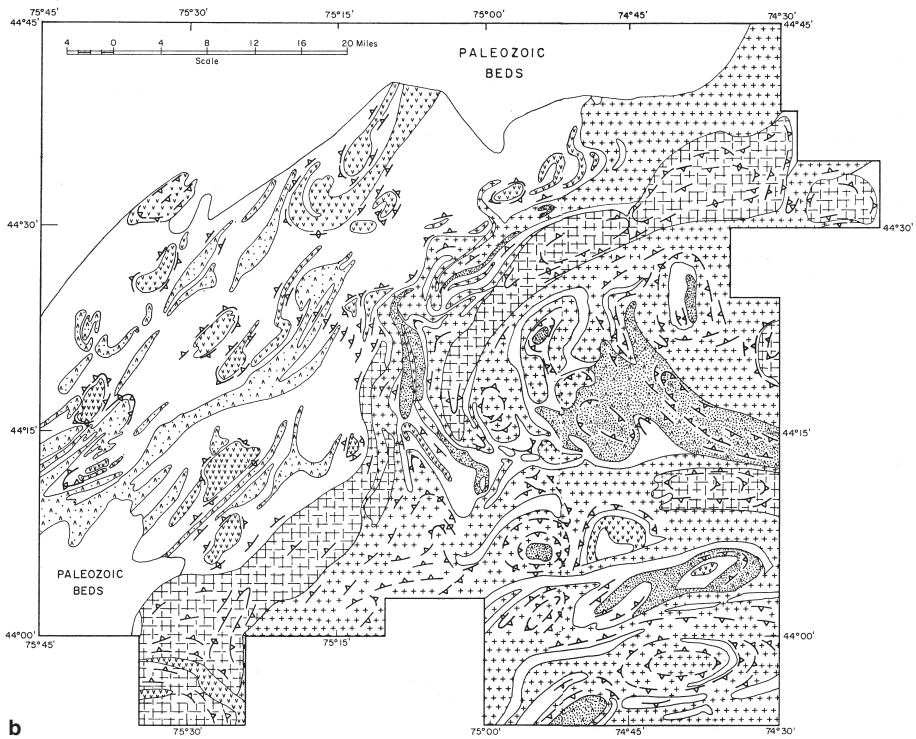 75°45' 75°30' 75°15' 75°00' 74°45' 74°30'
44°45' 44°45'
4 0 4 8 12 16 20 Miles
Scale
PALEOZOIC
BEDS
44°30' 44°30'
44°15' 44°15'
PALEOZOIC
BEDS
44°00' 44°00'
75°45' 75°15'
75°30' 75°00' 74°45' 74°30'
b